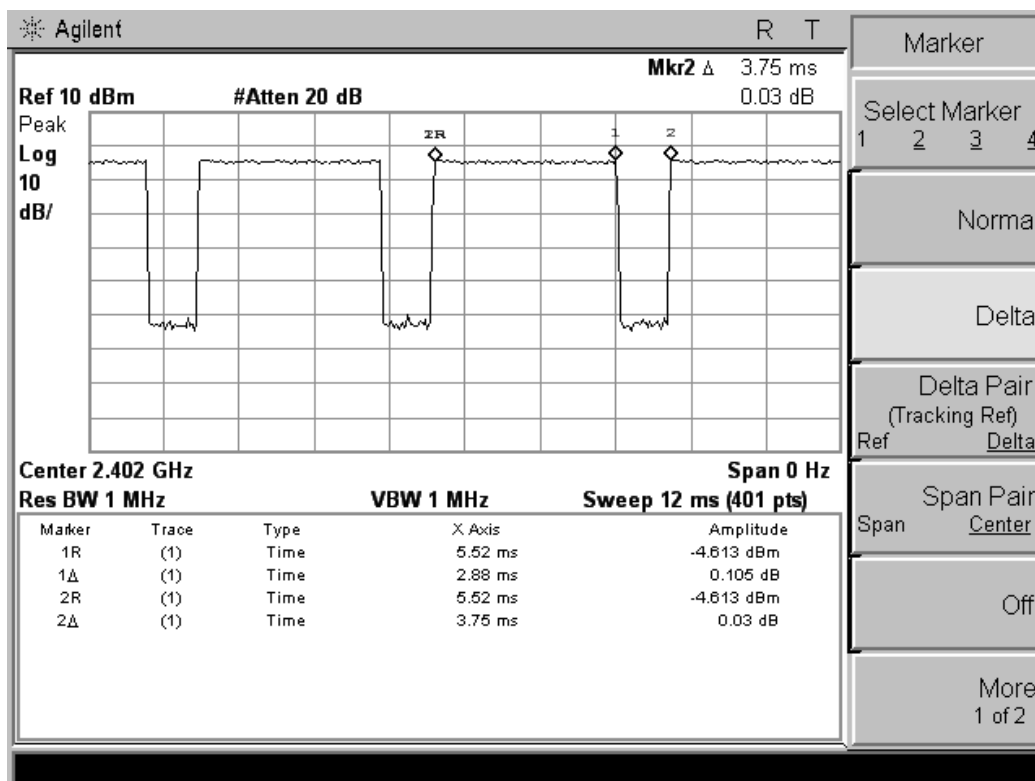 Agilent R T
Mkr2 Δ 3.75 ms
Ref 10 dBm #Atten 20 dB 0.03 dB
Peak
Log
10
dB/
2R 1 2
Center 2.402 GHz Span 0 Hz
Res BW 1 MHz VBW 1 MHz Sweep 12 ms (401 pts)
Marker Trace Type X Axis Amplitude
1R (1) Time 5.52 ms -4.613 dBm
1Δ (1) Time 2.88 ms 0.105 dB
2R (1) Time 5.52 ms -4.613 dBm
2Δ (1) Time 3.75 ms 0.03 dB
Marker
Select Marker
1 2 3 4
Norma
Delta
Delta Pair
(Tracking Ref)
Ref Delta
Span Pair
Span Center
Off
More
1 of 2